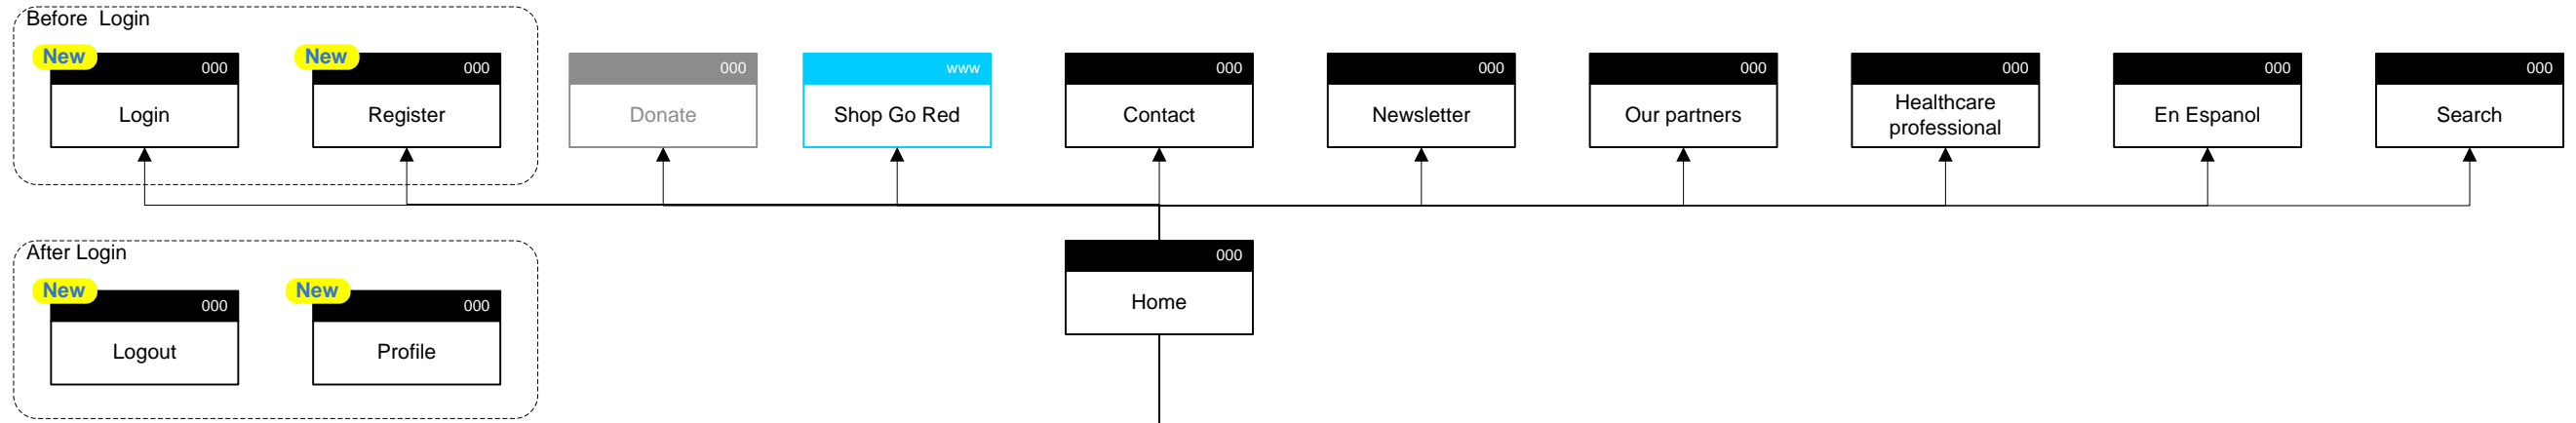 Before  Login
New
000
Login
New
000
Register
000
Donate
www
Shop Go Red
000
Contact
000
Newsletter
000
Our partners
000
Healthcare
professional
000
En Espanol
000
Search
After Login
New
000
Logout
New
000
Profile
000
Home